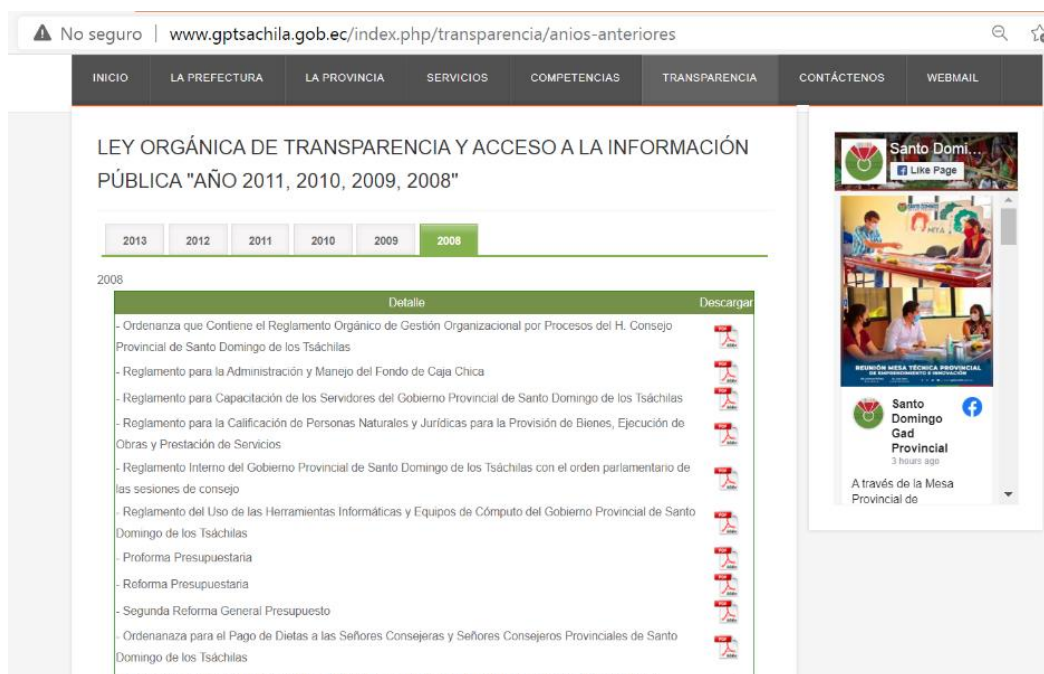 No seguro | www.gptsachila.gob.ec/index.php/transparencia/anios-anteriores
INICIO LA PREFECTURA LA PROVINCIA SERVICIOS COMPETENCIAS TRANSPARENCIA CONTÁCTENOS WEBMAIL
LEY ORGÁNICA DE TRANSPARENCIA Y ACCESO A LA INFORMACIÓN
PÚBLICA "AÑO 2011, 2010, 2009, 2008"
2013 2012 2011 2010 2009 2008
2008
Detalle Descargar
- Ordenanza que Contiene el Reglamento Orgánico de Gestión Organizacional por Procesos del H. Consejo
Provincial de Santo Domingo de los Tsáchilas
- Reglamento para la Administración y Manejo del Fondo de Caja Chica
- Reglamento para Capacitación de los Servidores del Gobierno Provincial de Santo Domingo de los Tsáchilas
- Reglamento para la Calificación de Personas Naturales y Jurídicas para la Provisión de Bienes, Ejecución de
Obras y Prestación de Servicios
- Reglamento Interno del Gobierno Provincial de Santo Domingo de los Tsáchilas con el orden parlamentario de
las sesiones de consejo
- Reglamento del Uso de las Herramientas Informáticas y Equipos de Cómputo del Gobierno Provincial de Santo
Domingo de los Tsáchilas
- Proforma Presupuestaria
- Reforma Presupuestaria
- Segunda Reforma General Presupuesto
- Ordenanaza para el Pago de Dietas a las Señores Consejeras y Señores Consejeros Provinciales de Santo
Domingo de los Tsáchilas
Santo Domi...
Like Page
REUNIÓN MESA TÉCNICA PROVINCIAL
DE EMPRENDIMIENTO E INNOVACIÓN
Santo
Domingo
Gad
Provincial
3 hours ago
A través de la Mesa
Provincial de